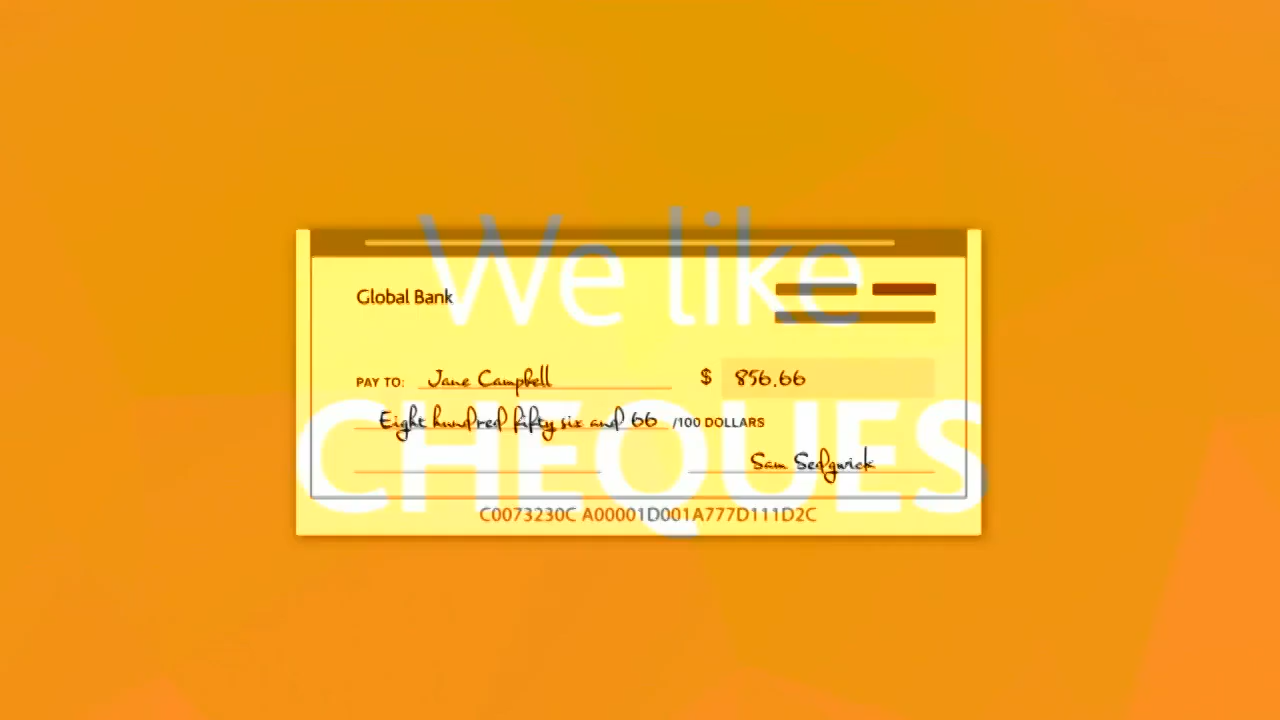 We like
Global Bank
PAY TO: Jane Campbell $ 856.66
Eight hundred fifty six and 66 /100 DOLLARS
CHEQUES
Sam Sedgwick
C0073230C A00001D001A777D111D2C